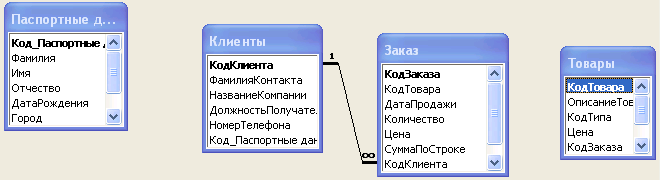 Паспортные д...
Код_Паспортные д
Фамилия
Имя
Отчество
ДатаРождения
Город
Клиенты
КодКлиента
ФамилияКонтакта
НазваниеКомпании
ДолжностьПолучате.
НомерТелефона
Код_Паспортные дан
1
∞
Заказ
КодЗаказа
КодТовара
ДатаПродажи
Количество
Цена
СуммаПоСтроке
КодКлиента
Товары
КодТовара
ОписаниеТов
КодТипа
Цена
КодЗаказа